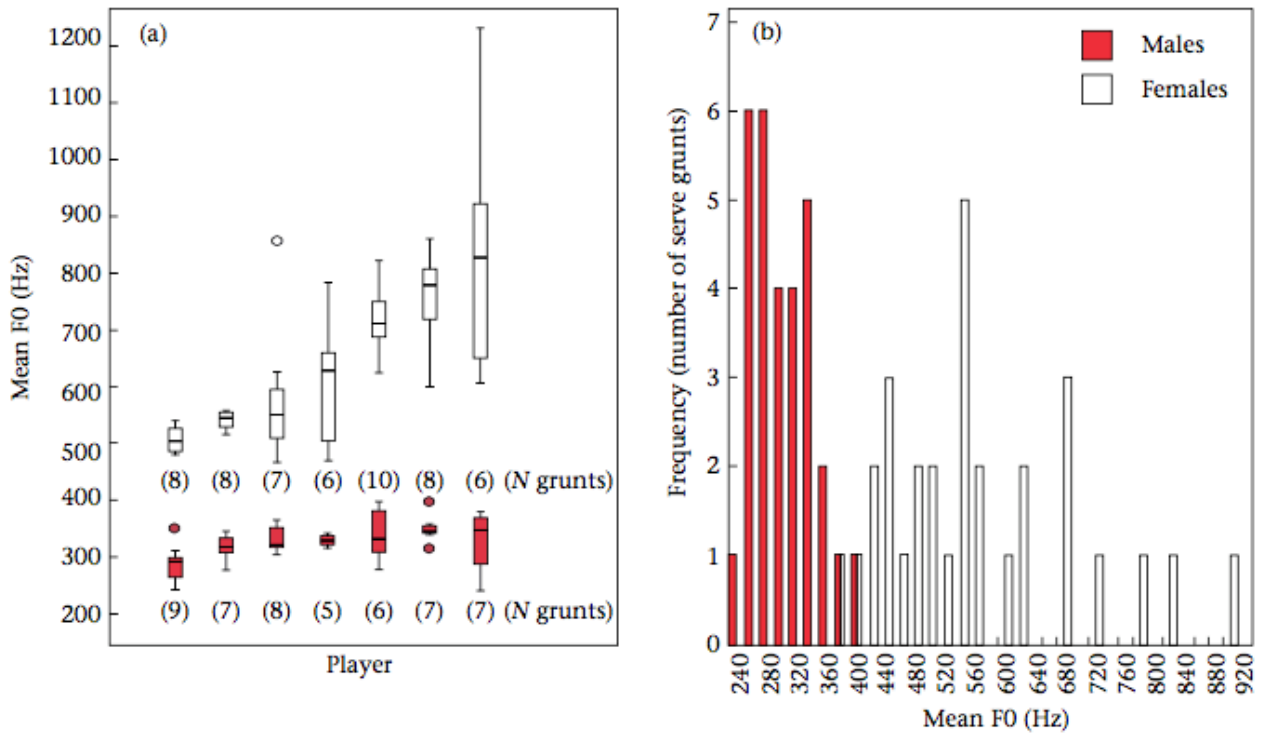 (a)
Mean F0 (Hz)
1200
1100
1000
900
800
700
600
500
400
300
200
(8) (8) (7) (6) (10) (8) (6) (N grunts)
(9) (7) (8) (5) (6) (7) (7) (N grunts)
Player
(b)
Males
Females
Frequency (number of serve grunts)
7
6
5
4
3
2
1
0
240 280 320 360 400 440 480 520 560 600 640 680 720 760 800 840 880 920
Mean F0 (Hz)